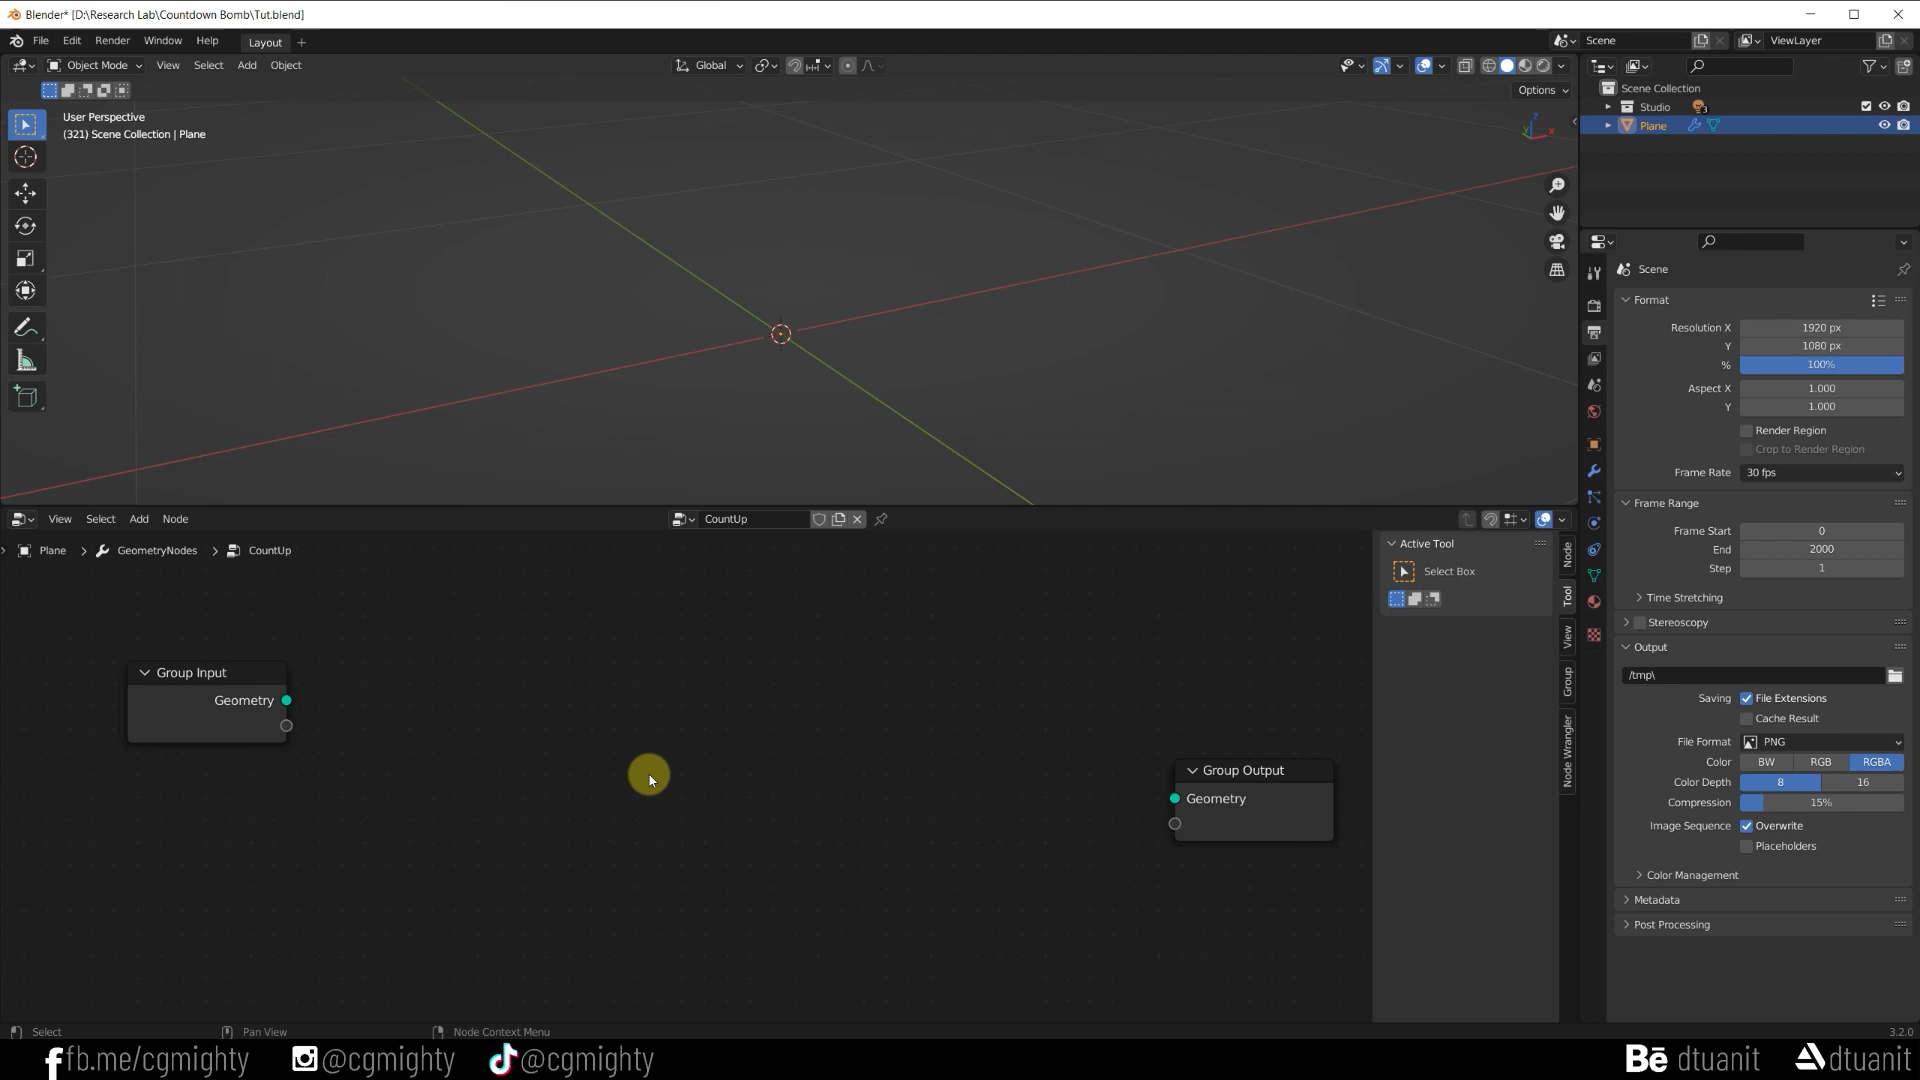 Blender* [D:\Research Lab\Countdown Bomb\Tut.blend]
File Edit Render Window Help Layout + Scene ViewLayer
Object Mode View Select Add Object Global
Options
User Perspective
(321) Scene Collection | Plane
Z
X
Y
Scene Collection
Studio 3
Plane
Scene
Format
Resolution X 1920 px
Y 1080 px
% 100%
Aspect X 1.000
Y 1.000
Render Region
Crop to Render Region
Frame Rate 30 fps
Frame Range
Frame Start 0
End 2000
Step 1
Time Stretching
Stereoscopy
Output
/tmp\
Saving File Extensions
Cache Result
File Format PNG
Color BW RGB RGBA
Color Depth 8 16
Compression 15%
Image Sequence Overwrite
Placeholders
Color Management
Metadata
Post Processing
View Select Add Node CountUp
Plane > GeometryNodes > CountUp
Group Input
Geometry
Group Output
Geometry
Active Tool
Select Box
Node
Tool
View
Group
Node Wrangler
Select Pan View Node Context Menu 3.2.0
fb.me/cgmighty @cgmighty @cgmighty Bē dtuanit dtuanit